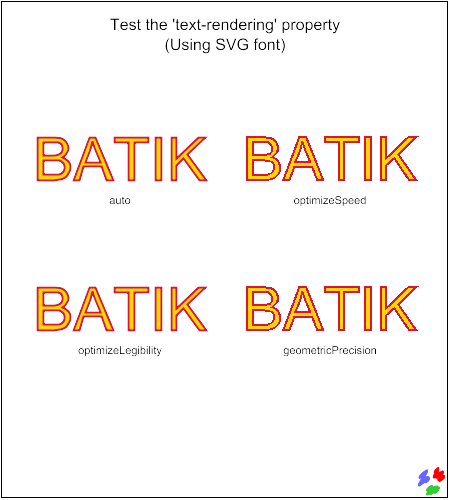 Test the 'text-rendering' property
(Using SVG font)
BATIK BATIK
auto optimizeSpeed
BATIK BATIK
optimizeLegibility geometricPrecision